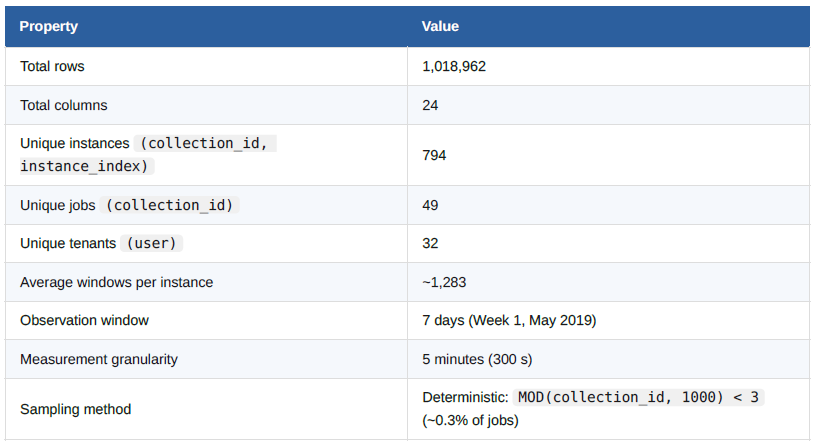 Property Value
Total rows 1,018,962
Total columns 24
Unique instances (collection_id,
instance_index) 794
Unique jobs (collection_id) 49
Unique tenants (user) 32
Average windows per instance ~1,283
Observation window 7 days (Week 1, May 2019)
Measurement granularity 5 minutes (300 s)
Sampling method Deterministic: MOD(collection_id, 1000) < 3
(~0.3% of jobs)